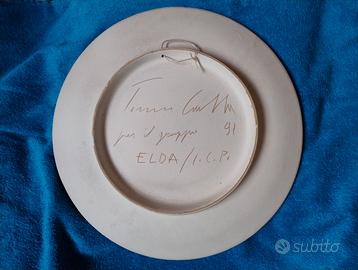 per il gruppo 91
ELDA/I.C.P.
subito